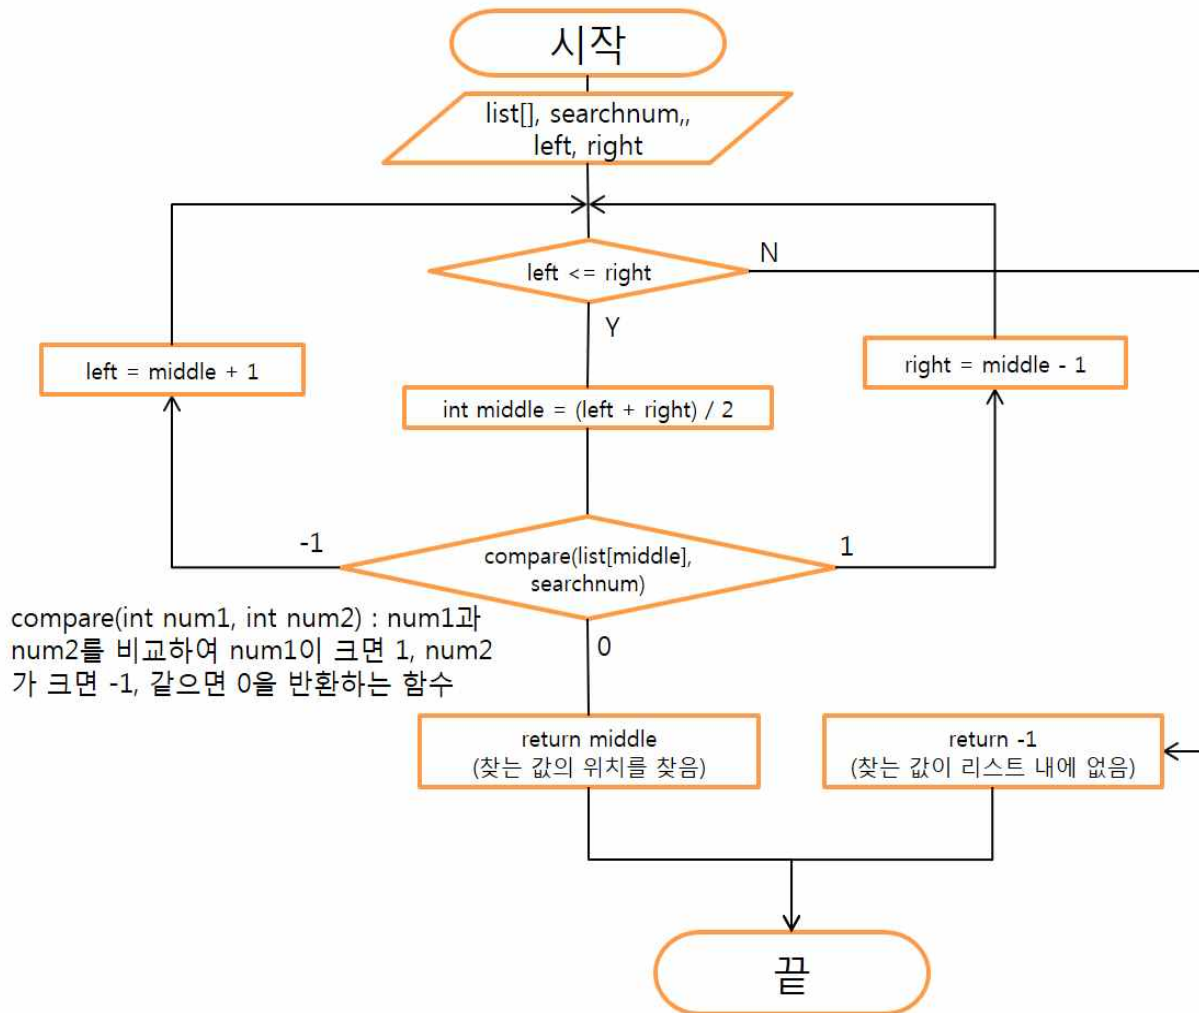 시작
list[], searchnum,,
left, right
left <= right
N
Y
left = middle + 1
right = middle - 1
int middle = (left + right) / 2
-1
compare(list[middle],
searchnum)
1
compare(int num1, int num2) : num1과
num2를 비교하여 num1이 크면 1, num2
가 크면 -1, 같으면 0을 반환하는 함수
0
return middle
(찾는 값의 위치를 찾음)
return -1
(찾는 값이 리스트 내에 없음)
끝